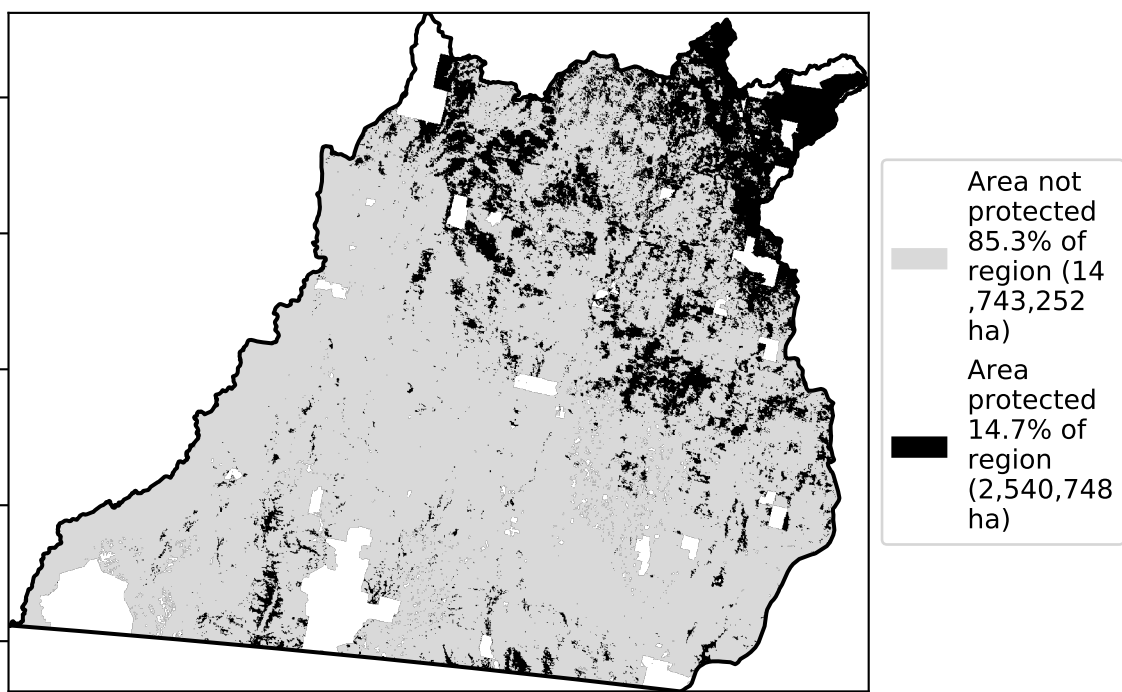 Area not
protected
85.3% of
region (14
,743,252
ha)
Area
protected
14.7% of
region
(2,540,748
ha)